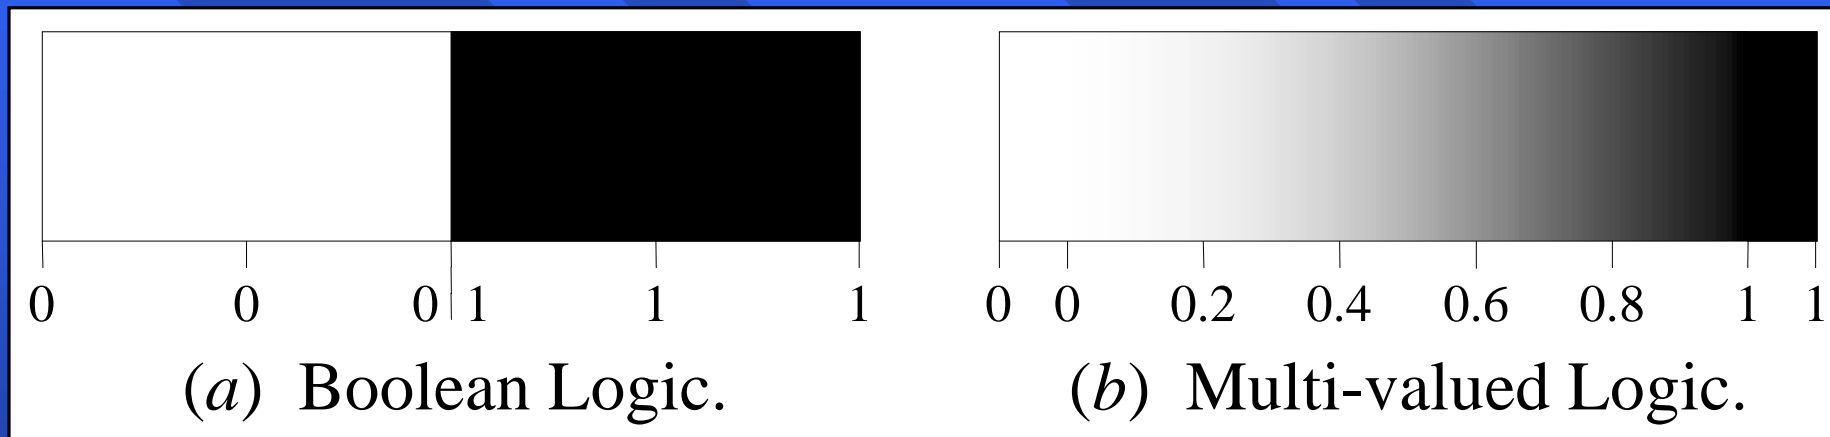 0 0 0 1 1 1
(a) Boolean Logic.
0 0 0.2 0.4 0.6 0.8 1 1
(b) Multi-valued Logic.